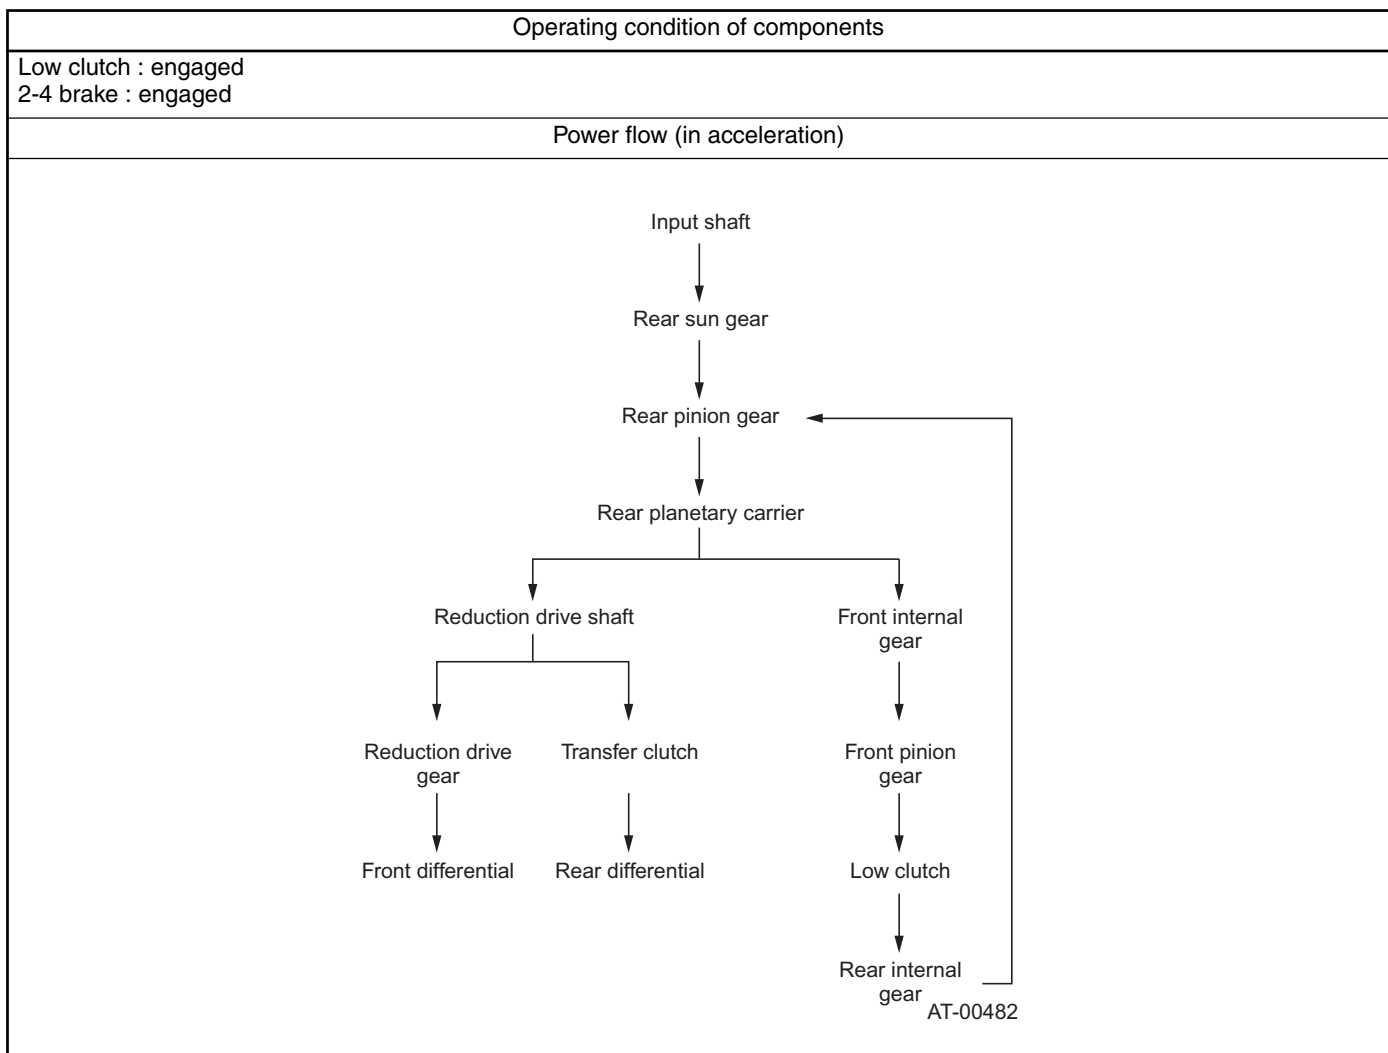 Operating condition of components
Low clutch : engaged
2-4 brake : engaged
Power flow (in acceleration)
Input shaft
Rear sun gear
Rear pinion gear
Rear planetary carrier
Reduction drive shaft
Front internal
gear
Reduction drive
gear
Transfer clutch
Front pinion
gear
Front differential
Rear differential
Low clutch
Rear internal
gear
AT-00482